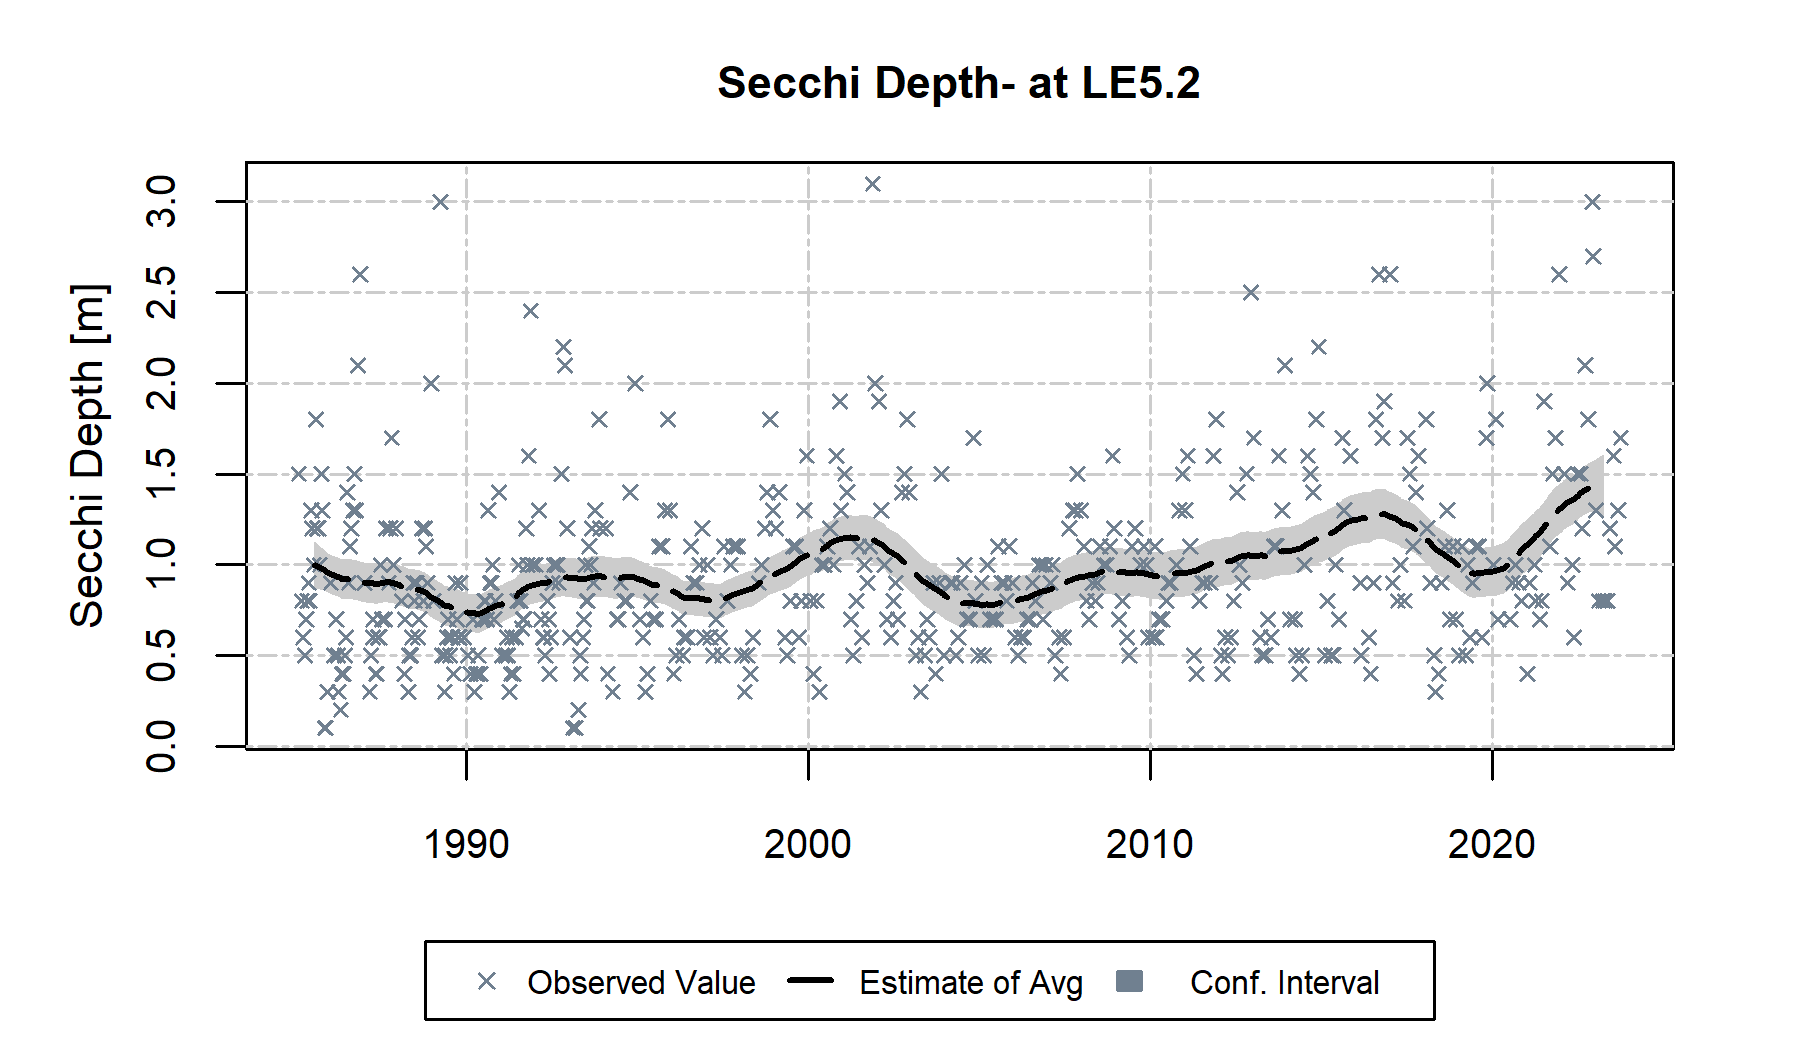 Secchi Depth- at LE5.2
Secchi Depth [m]
3.0
2.5
2.0
1.5
1.0
0.5
0.0
1990 2000 2010 2020
Observed Value Estimate of Avg Conf. Interval